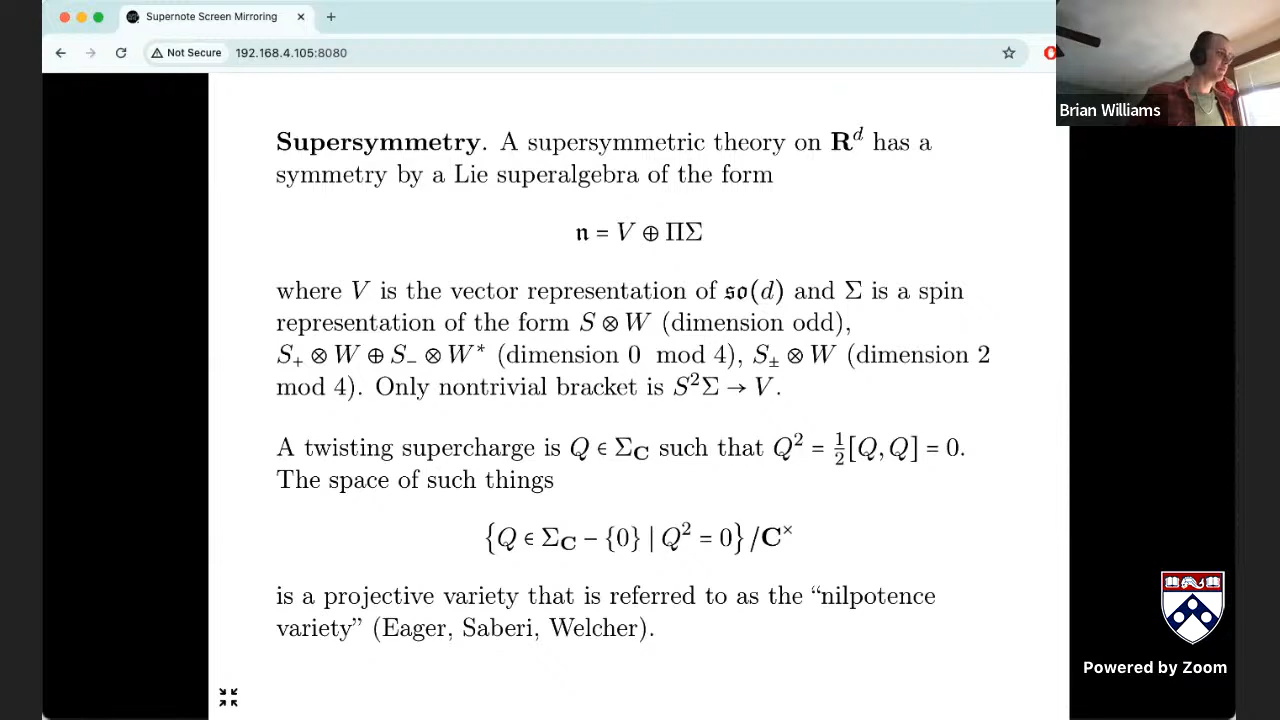 Supernote Screen Mirroring
Not Secure 192.168.4.105:8080
Brian Williams
Supersymmetry. A supersymmetric theory on R^d has a
symmetry by a Lie superalgebra of the form
𝔫 = V ⊕ ΠΣ
where V is the vector representation of 𝔰𝔬(d) and Σ is a spin
representation of the form S ⊗ W (dimension odd),
S₊ ⊗ W ⊕ S₋ ⊗ W* (dimension 0 mod 4), S± ⊗ W (dimension 2
mod 4). Only nontrivial bracket is S²Σ → V.
A twisting supercharge is Q ∈ Σ_C such that Q² = ½[Q, Q] = 0.
The space of such things
{Q ∈ Σ_C − {0} | Q² = 0} /C^×
is a projective variety that is referred to as the “nilpotence
variety” (Eager, Saberi, Welcher).
Powered by Zoom